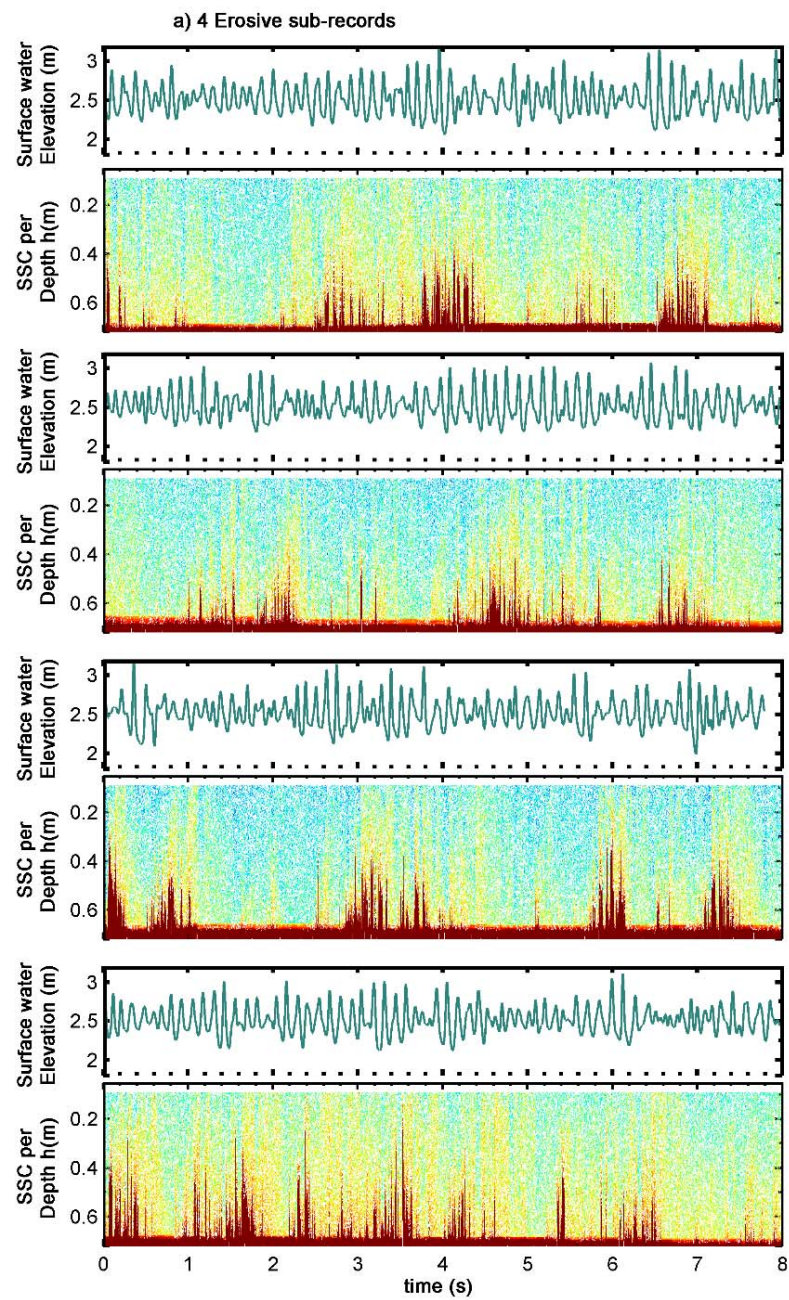 a) 4 Erosive sub-records
Surface water
Elevation (m)
3
2.5
2
SSC per
Depth h(m)
0.2
0.4
0.6
Surface water
Elevation (m)
3
2.5
2
SSC per
Depth h(m)
0.2
0.4
0.6
Surface water
Elevation (m)
3
2.5
2
SSC per
Depth h(m)
0.2
0.4
0.6
Surface water
Elevation (m)
3
2.5
2
SSC per
Depth h(m)
0.2
0.4
0.6
0 1 2 3 4 5 6 7 8
time (s)